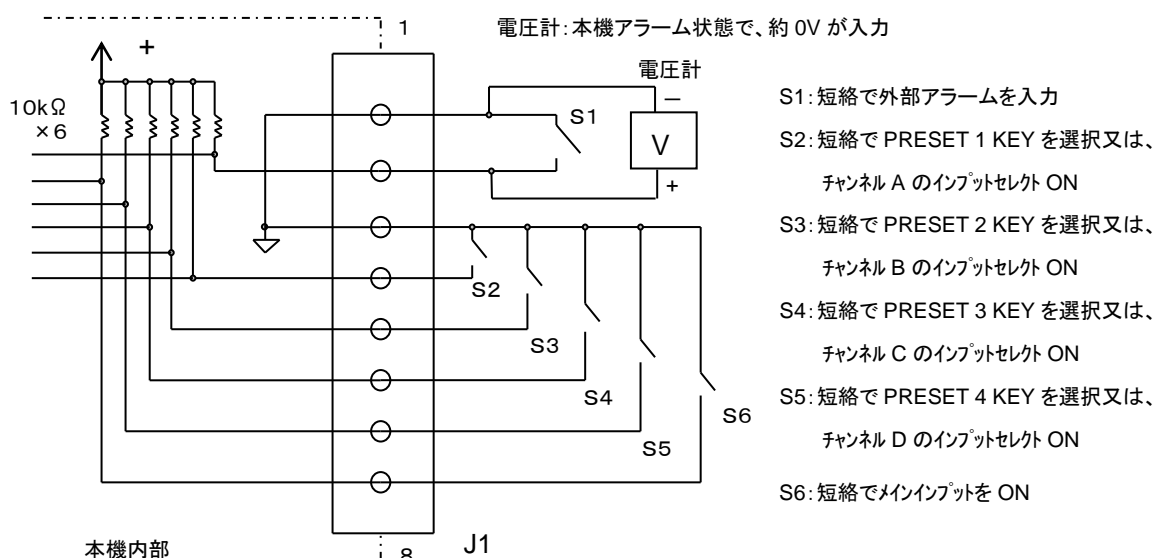 電圧計：本機アラーム状態で、約 0V が入力
1
+
電圧計
10kΩ
×6
S1
－
V
+
S2
S3
S4
S5
S6
S1：短絡で外部アラームを入力
S2：短絡で PRESET 1 KEY を選択又は、
チャンネル A のインプットセレクト ON
S3：短絡で PRESET 2 KEY を選択又は、
チャンネル B のインプットセレクト ON
S4：短絡で PRESET 3 KEY を選択又は、
チャンネル C のインプットセレクト ON
S5：短絡で PRESET 4 KEY を選択又は、
チャンネル D のインプットセレクト ON
S6：短絡でメインインプットを ON
本機内部
8
J1